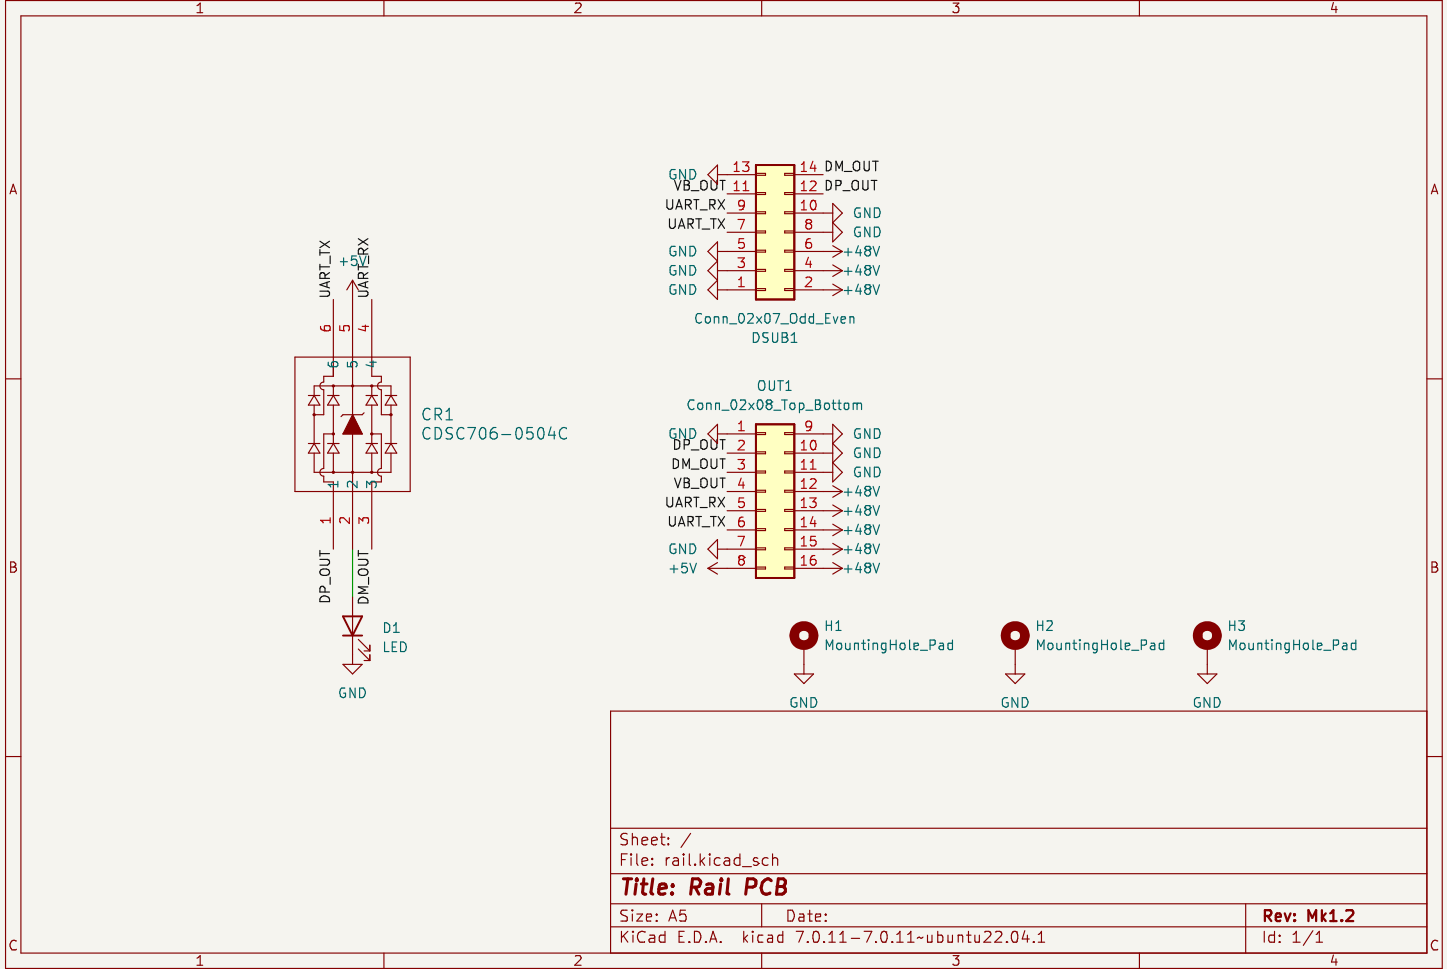 1 2 3 4
A A
B B
C C
1 2 3 4
GND 13 14 DM_OUT
VB_OUT 11 12 DP_OUT
UART_RX 9 10 GND
UART_TX 7 8 GND
GND 5 6 +48V
GND 3 4 +48V
GND 1 2 +48V
Conn_02x07_Odd_Even
DSUB1
UART_TX +5V UART_RX
6 5 4
6 5 4
CR1
CDSC706-0504C
1 2 3
1 2 3
DP_OUT DM_OUT
D1
LED
GND
OUT1
Conn_02x08_Top_Bottom
GND 1 9 GND
DP_OUT 2 10 GND
DM_OUT 3 11 GND
VB_OUT 4 12 +48V
UART_RX 5 13 +48V
UART_TX 6 14 +48V
GND 7 15 +48V
+5V 8 16 +48V
H1
MountingHole_Pad
GND
H2
MountingHole_Pad
GND
H3
MountingHole_Pad
GND
Sheet: /
File: rail.kicad_sch
Title: Rail PCB
Size: A5 Date: Rev: Mk1.2
KiCad E.D.A. kicad 7.0.11-7.0.11~ubuntu22.04.1 Id: 1/1